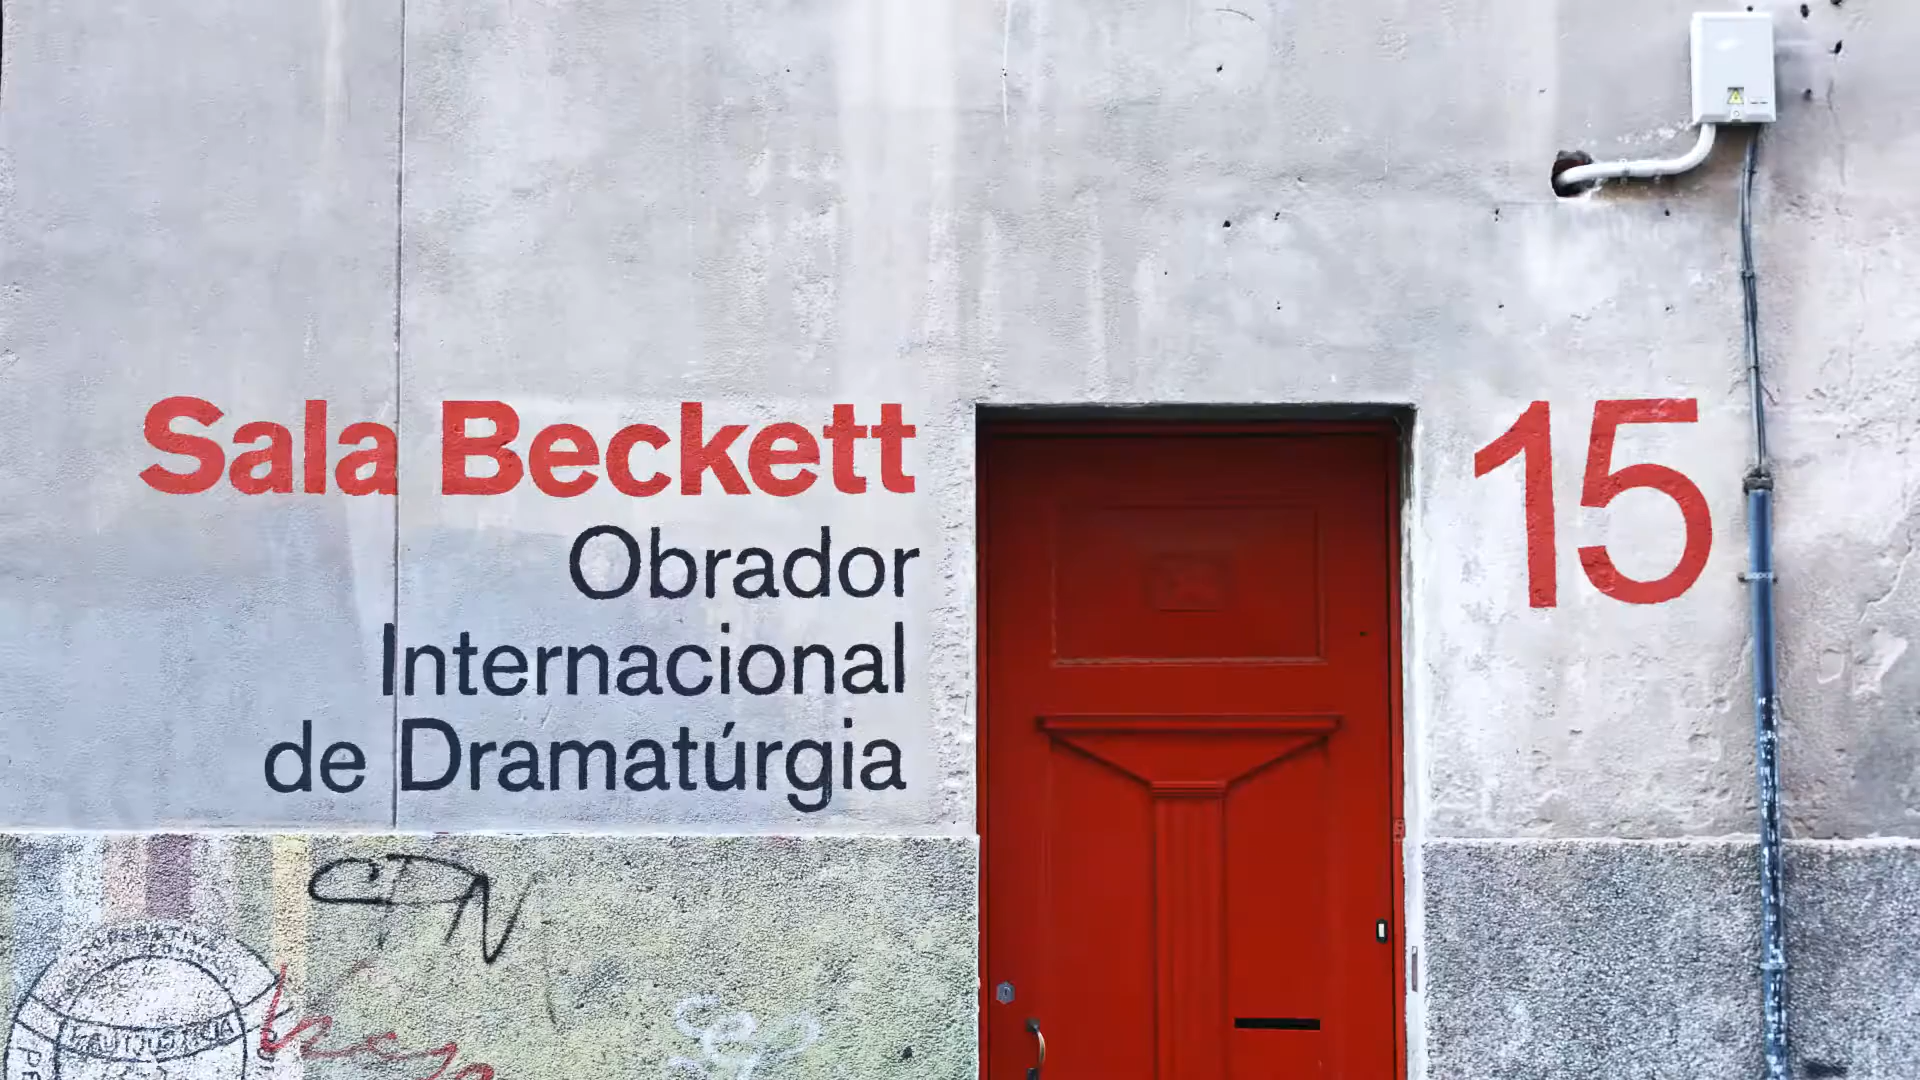 Sala Beckett
15
Obrador
Internacional
de Dramatúrgia